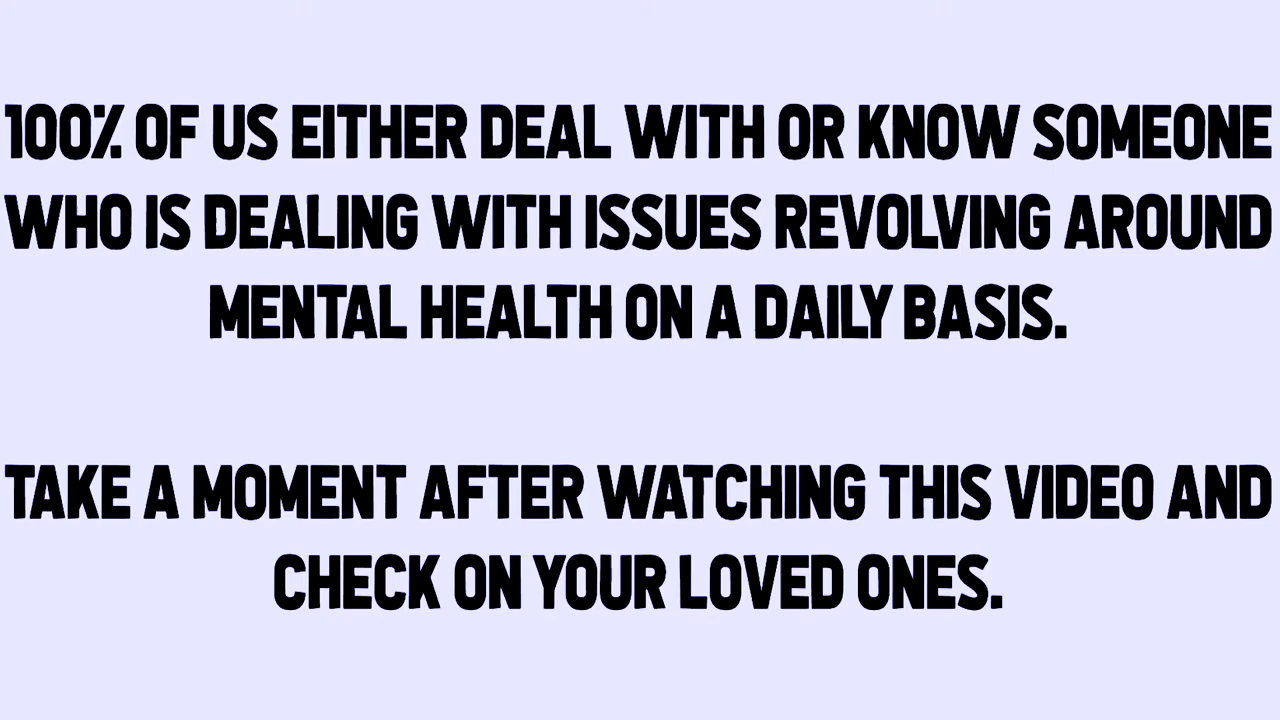 100% OF US EITHER DEAL WITH OR KNOW SOMEONE
WHO IS DEALING WITH ISSUES REVOLVING AROUND
MENTAL HEALTH ON A DAILY BASIS.
TAKE A MOMENT AFTER WATCHING THIS VIDEO AND
CHECK ON YOUR LOVED ONES.